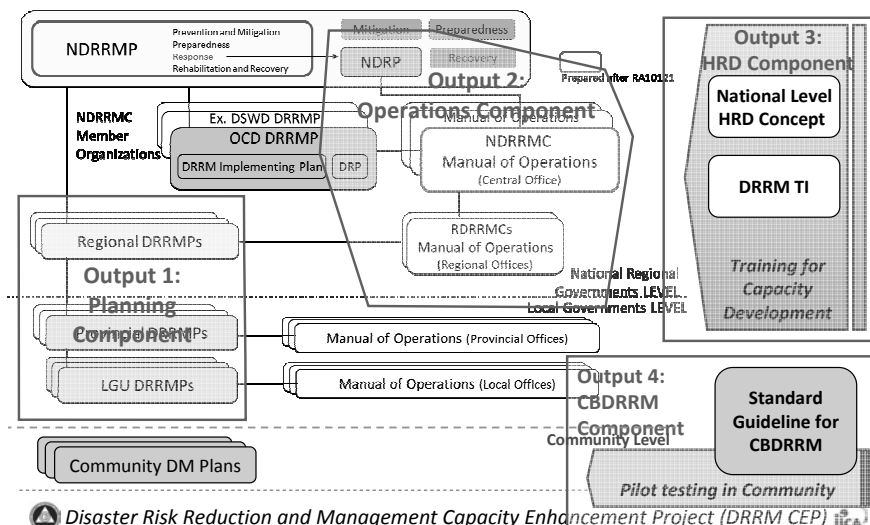 NDRRMP
Prevention and Mitigation
Preparedness
Response
Rehabilitation and Recovery
Mitigation
Preparedness
NDRP
Recovery
Prepared after RA10121
Output 3:
HRD Component
National Level
HRD Concept
DRRM TI
Training for
Capacity
Development
Output 2:
Operations Component
NDRRMC
Member
Organizations
Ex. DSWD DRRMP
OCD DRRMP
DRRM Implementing Plan
DRP
Manual of Operations
NDRRMC
Manual of Operations
(Central Office)
Regional DRRMPs
RDRRMCs
Manual of Operations
(Regional Offices)
Output 1:
Planning
Component
National Regional
Governments LEVEL
Local Governments LEVEL
Provincial DRRMPs
Manual of Operations (Provincial Offices)
LGU DRRMPs
Manual of Operations (Local Offices)
Output 4:
CBDRRM
Component
Standard
Guideline for
CBDRRM
Community Level
Community DM Plans
Pilot testing in Community
Disaster Risk Reduction and Management Capacity Enhancement Project (DRRM CEP)